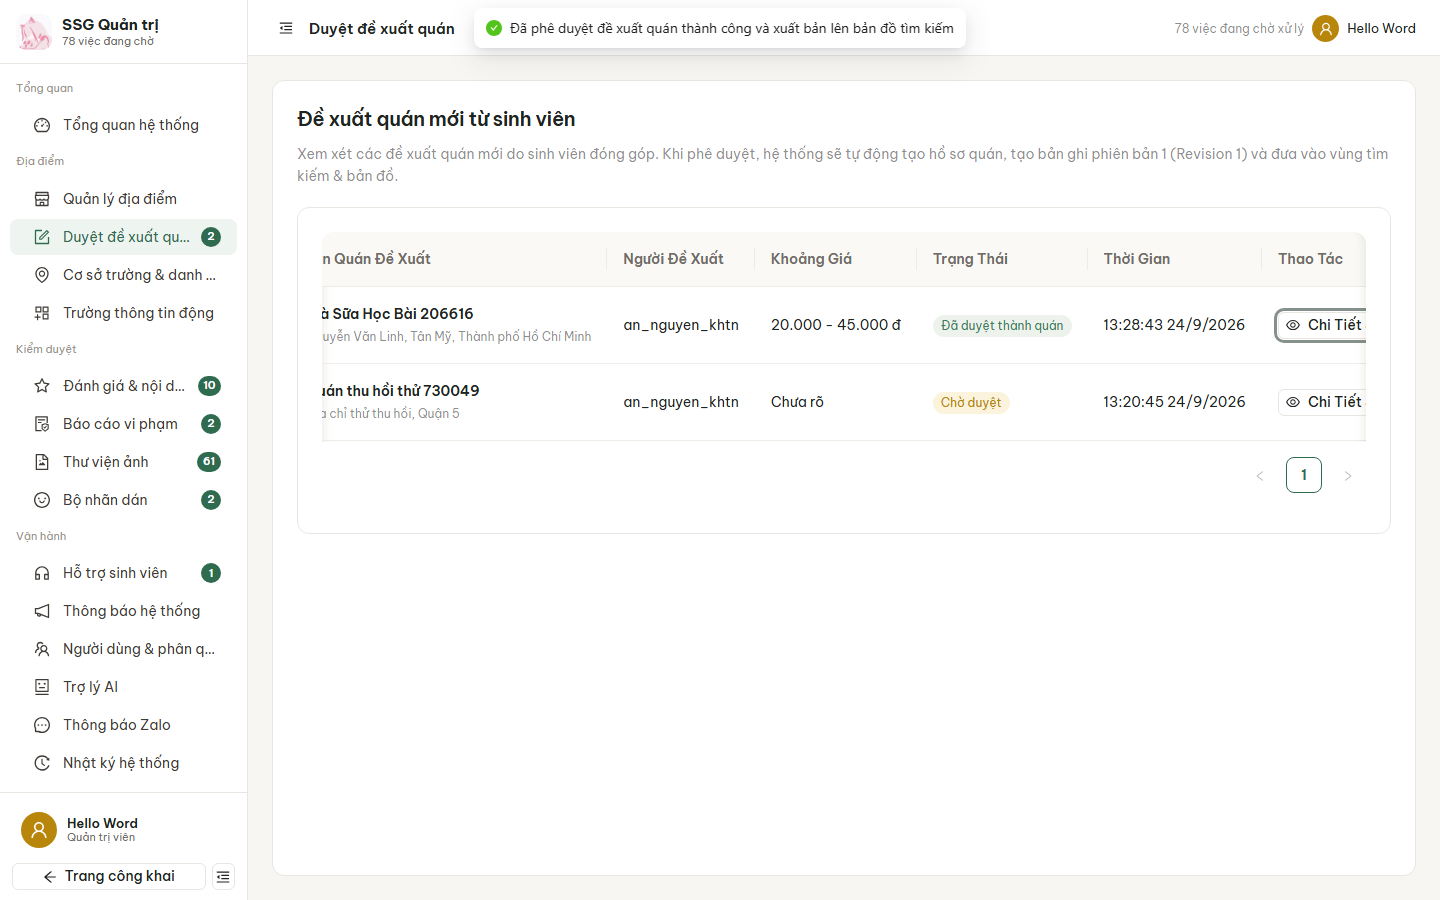 SSG Quản trị
78 việc đang chờ
Tổng quan
Tổng quan hệ thống
Địa điểm
Quản lý địa điểm
Duyệt đề xuất qu... 2
Cơ sở trường & danh ...
Trường thông tin động
Kiểm duyệt
Đánh giá & nội d... 10
Báo cáo vi phạm 2
Thư viện ảnh 61
Bộ nhãn dán 2
Vận hành
Hỗ trợ sinh viên 1
Thông báo hệ thống
Người dùng & phân q...
Trợ lý AI
Thông báo Zalo
Nhật ký hệ thống
Hello Word
Quản trị viên
Trang công khai
Duyệt đề xuất quán
Đã phê duyệt đề xuất quán thành công và xuất bản lên bản đồ tìm kiếm
78 việc đang chờ xử lý
Hello Word
Đề xuất quán mới từ sinh viên
Xem xét các đề xuất quán mới do sinh viên đóng góp. Khi phê duyệt, hệ thống sẽ tự động tạo hồ sơ quán, tạo bản ghi phiên bản 1 (Revision 1) và đưa vào vùng tìm
kiếm & bản đồ.
n Quán Đề Xuất Người Đề Xuất Khoảng Giá Trạng Thái Thời Gian Thao Tác
à Sữa Học Bài 206616
uyễn Văn Linh, Tân Mỹ, Thành phố Hồ Chí Minh
an_nguyen_khtn 20.000 - 45.000 đ Đã duyệt thành quán 13:28:43 24/9/2026 Chi Tiết
uán thu hồi thử 730049
a chỉ thử thu hồi, Quận 5
an_nguyen_khtn Chưa rõ Chờ duyệt 13:20:45 24/9/2026 Chi Tiết
1